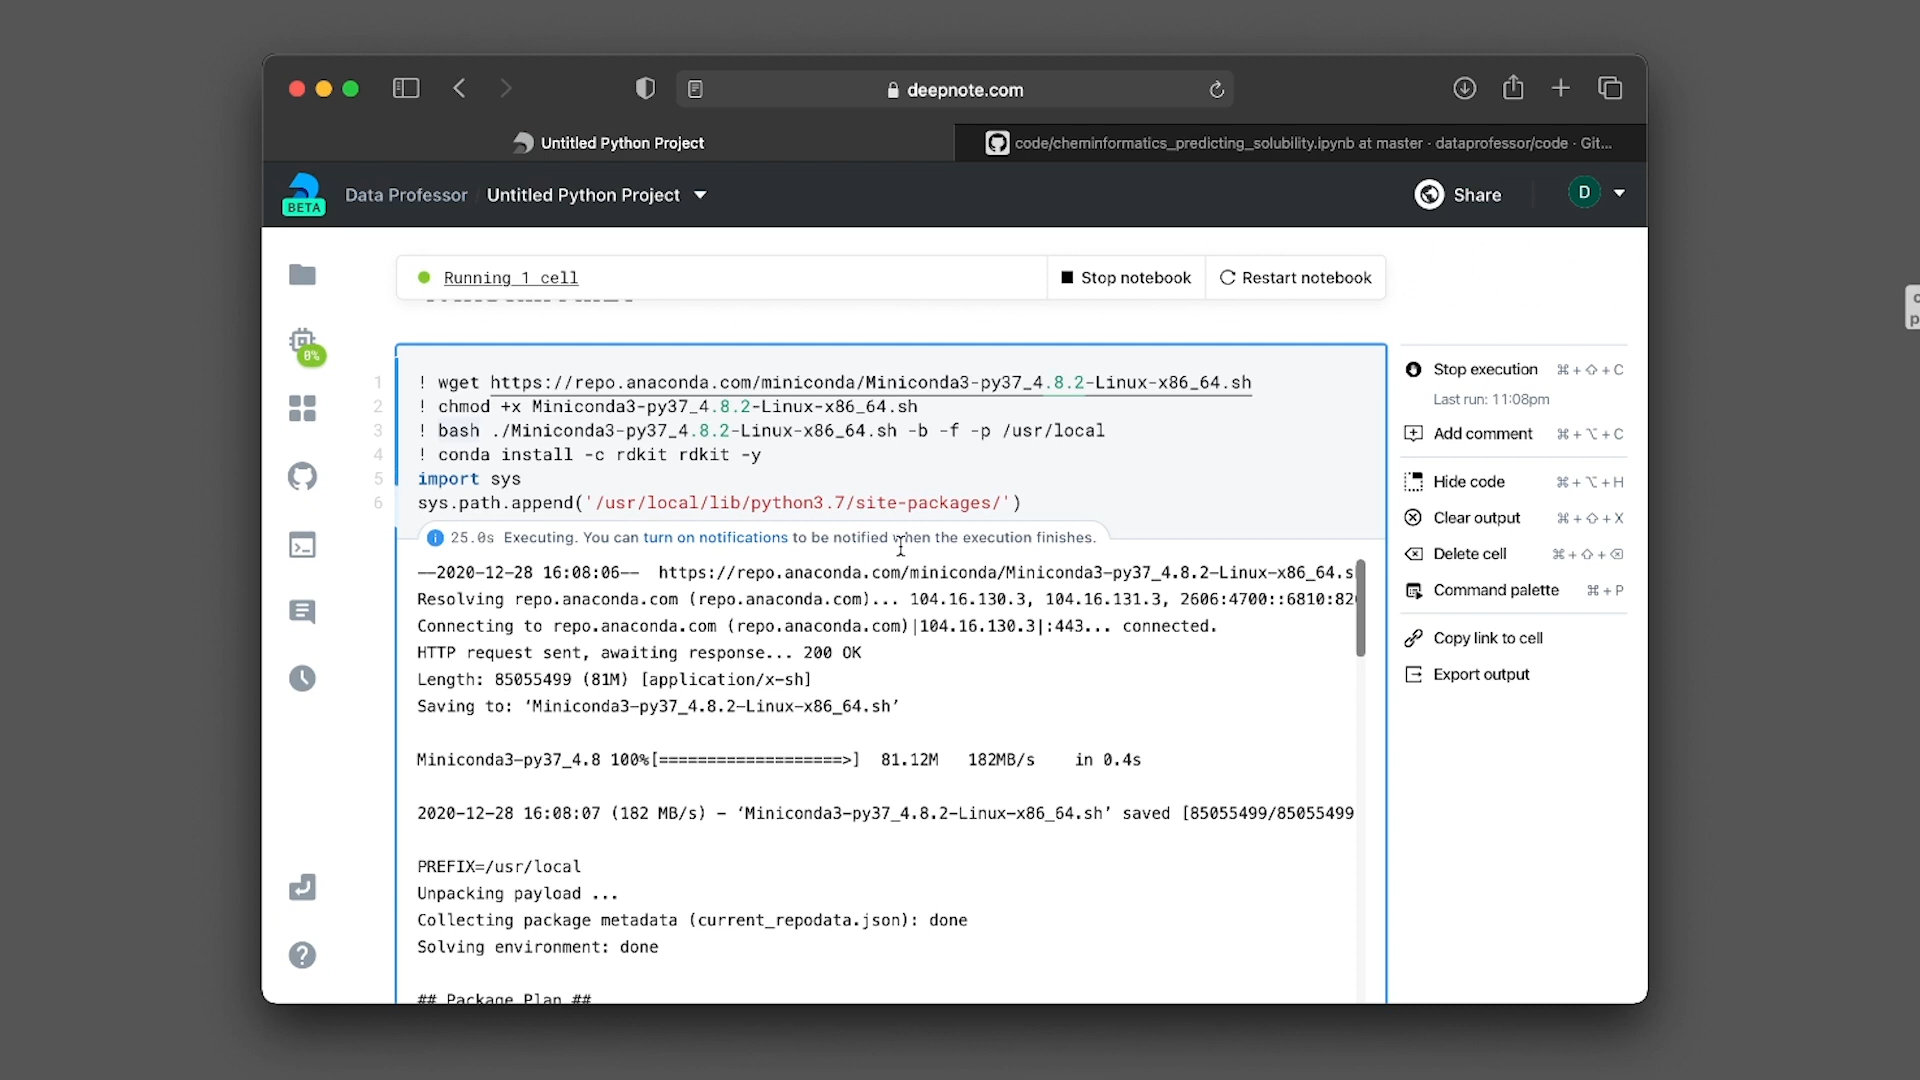 deepnote.com
Untitled Python Project
code/cheminformatics_predicting_solubility.ipynb at master · dataprofessor/code · Git...
BETA
Data Professor
Untitled Python Project
Share
D
Running 1 cell
Stop notebook
Restart notebook
0%
1 ! wget https://repo.anaconda.com/miniconda/Miniconda3-py37_4.8.2-Linux-x86_64.sh
2 ! chmod +x Miniconda3-py37_4.8.2-Linux-x86_64.sh
3 ! bash ./Miniconda3-py37_4.8.2-Linux-x86_64.sh -b -f -p /usr/local
4 ! conda install -c rdkit rdkit -y
5 import sys
6 sys.path.append('/usr/local/lib/python3.7/site-packages/')
25.0s Executing. You can turn on notifications to be notified when the execution finishes.
--2020-12-28 16:08:06-- https://repo.anaconda.com/miniconda/Miniconda3-py37_4.8.2-Linux-x86_64.s
Resolving repo.anaconda.com (repo.anaconda.com)... 104.16.130.3, 104.16.131.3, 2606:4700::6810:82
Connecting to repo.anaconda.com (repo.anaconda.com)|104.16.130.3|:443... connected.
HTTP request sent, awaiting response... 200 OK
Length: 85055499 (81M) [application/x-sh]
Saving to: ‘Miniconda3-py37_4.8.2-Linux-x86_64.sh’
Miniconda3-py37_4.8 100%[===================>] 81.12M 182MB/s in 0.4s
2020-12-28 16:08:07 (182 MB/s) - ‘Miniconda3-py37_4.8.2-Linux-x86_64.sh’ saved [85055499/85055499
PREFIX=/usr/local
Unpacking payload ...
Collecting package metadata (current_repodata.json): done
Solving environment: done
## Package Plan ##
Stop execution ⌘+⇧+C
Last run: 11:08pm
Add comment ⌘+⌥+C
Hide code ⌘+⌥+H
Clear output ⌘+⇧+X
Delete cell ⌘+⇧+⌫
Command palette ⌘+P
Copy link to cell
Export output